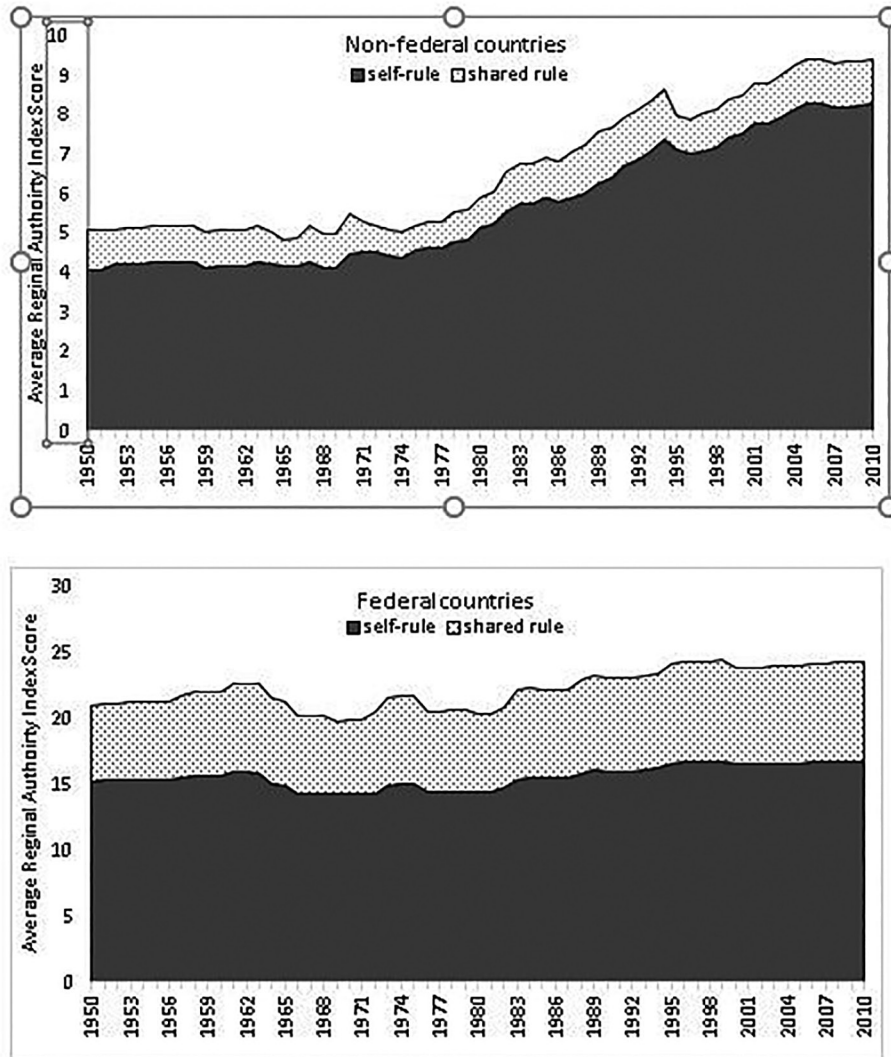 Non-federal countries
self-rule shared rule
Average Reginal Authoirty IndexScore
10
9
8
7
6
5
4
3
2
1
0
1950 1953 1956 1959 1962 1965 1968 1971 1974 1977 1980 1983 1986 1989 1992 1995 1998 2001 2004 2007 2010
Federal countries
self-rule shared rule
Average Reginal Authoirty IndexScore
30
25
20
15
10
5
0
1950 1953 1956 1959 1962 1965 1968 1971 1974 1977 1980 1983 1986 1989 1992 1995 1998 2001 2004 2007 2010